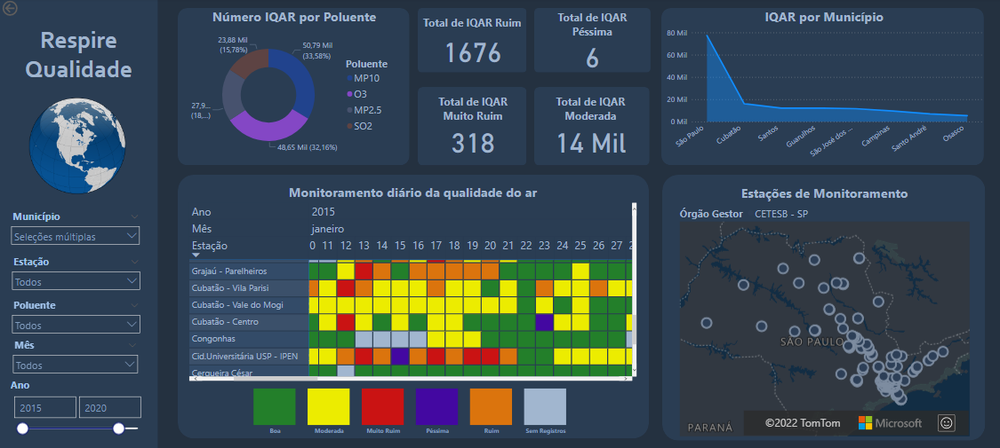 Respire
Qualidade
Município
Seleções múltiplas
Estação
Todos
Poluente
Todos
Mês
Todos
Ano
2015
2020
Número IQAR por Poluente
23,88 Mil
(15,78%)
50,79 Mil
(33,58%)
27,9...
(18,...)
48,65 Mil (32,16%)
Poluente
MP10
O3
MP2.5
SO2
Total de IQAR Ruim
1676
Total de IQAR
Péssima
6
Total de IQAR
Muito Ruim
318
Total de IQAR
Moderada
14 Mil
IQAR por Município
80 Mil
60 Mil
40 Mil
20 Mil
0 Mil
São Paulo
Cubatão
Santos
Guarulhos
São José dos ...
Campinas
Santo André
Osasco
Monitoramento diário da qualidade do ar
Ano 2015
Mês janeiro
Estação 0 11 12 13 14 15 16 17 18 19 20 21 22 23 24 25 26 27 2
Grajaú - Parelheiros
Cubatão - Vila Parisi
Cubatão - Vale do Mogi
Cubatão - Centro
Congonhas
Cid.Universitária USP - IPEN
Cerqueira César
Boa
Moderada
Muito Ruim
Péssima
Ruim
Sem Registros
Estações de Monitoramento
Órgão Gestor CETESB - SP
SÃO PAULO
PARANÁ
©2022 TomTom
Microsoft